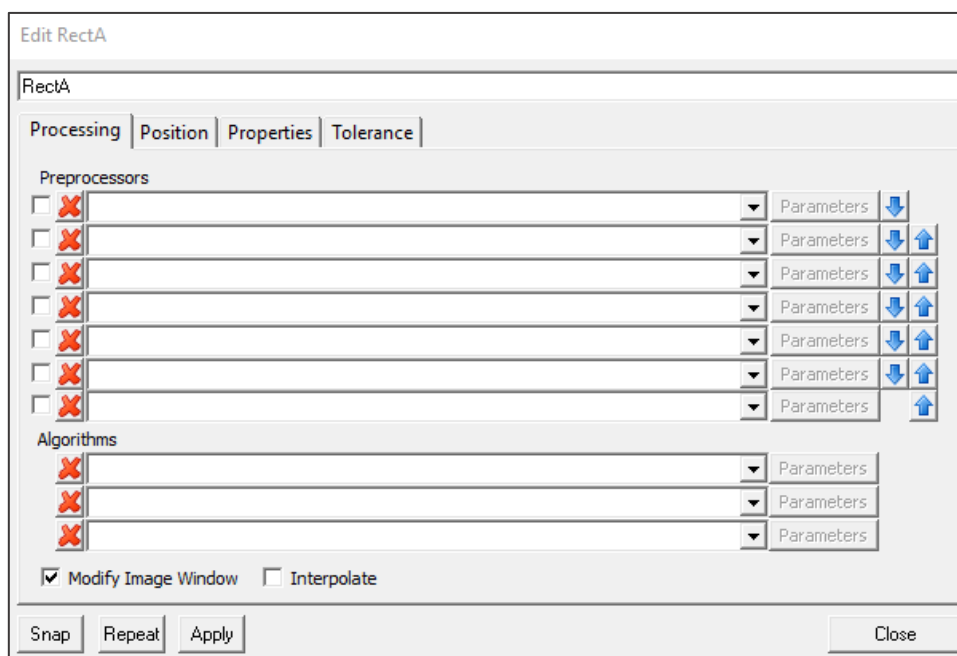 Edit RectA
RectA
Processing Position Properties Tolerance
Preprocessors
Parameters
Parameters
Parameters
Parameters
Parameters
Parameters
Parameters
Algorithms
Parameters
Parameters
Parameters
Modify Image Window Interpolate
Snap Repeat Apply Close